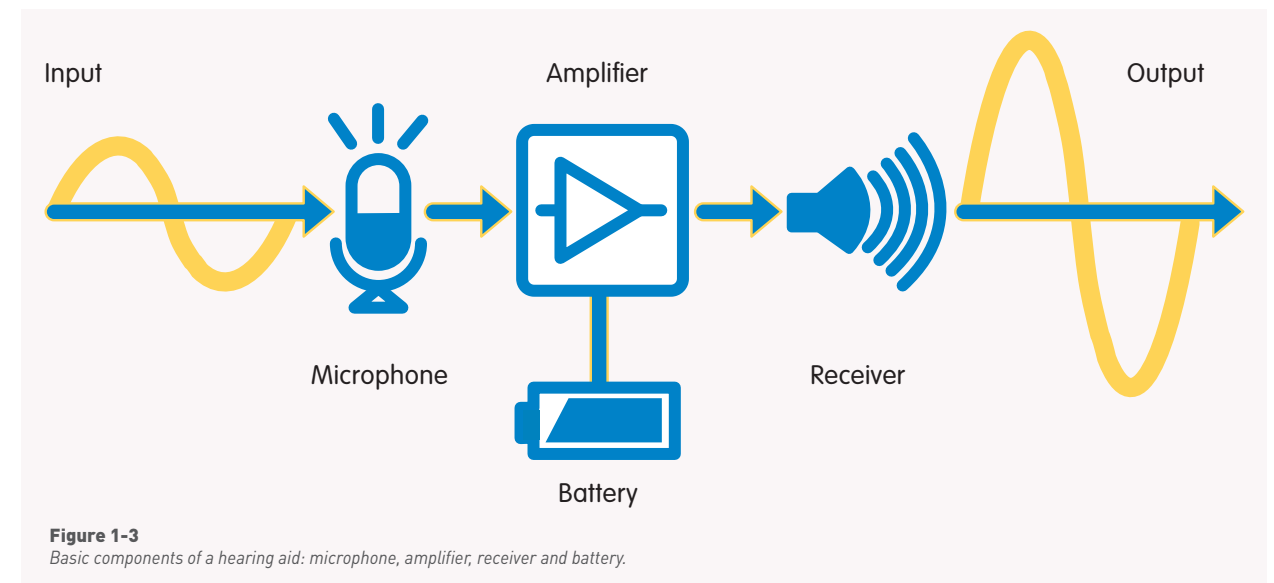 Input
Amplifier
Output
Microphone
Receiver
Battery
Figure 1-3
Basic components of a hearing aid: microphone, amplifier, receiver and battery.